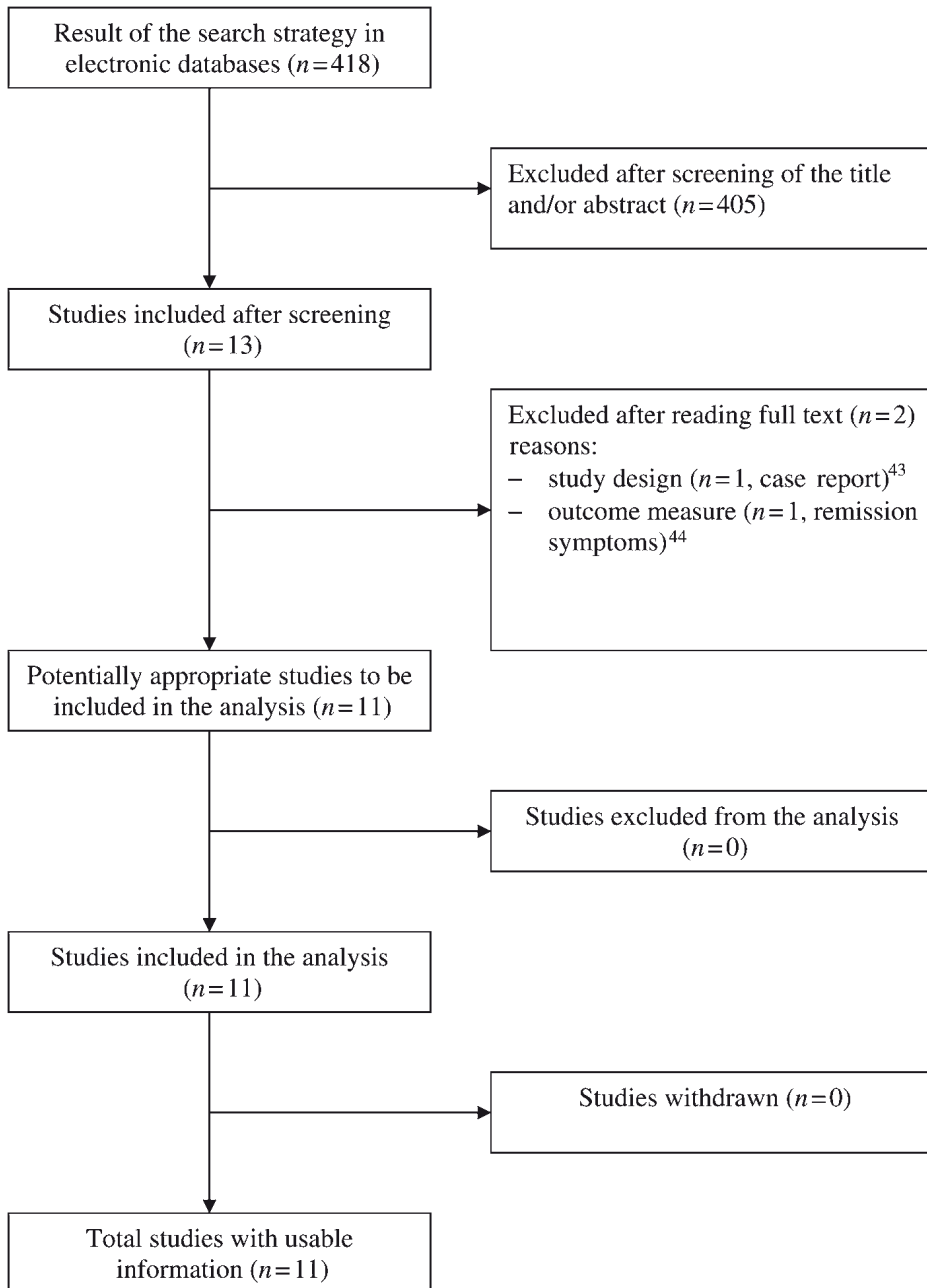 Result of the search strategy in
electronic databases (n=418)
Excluded after screening of the title
and/or abstract (n=405)
Studies included after screening
(n=13)
Excluded after reading full text (n=2)
reasons:
– study design (n=1, case report)43
– outcome measure (n=1, remission
symptoms)44
Potentially appropriate studies to be
included in the analysis (n=11)
Studies excluded from the analysis
(n=0)
Studies included in the analysis
(n=11)
Studies withdrawn (n=0)
Total studies with usable
information (n=11)